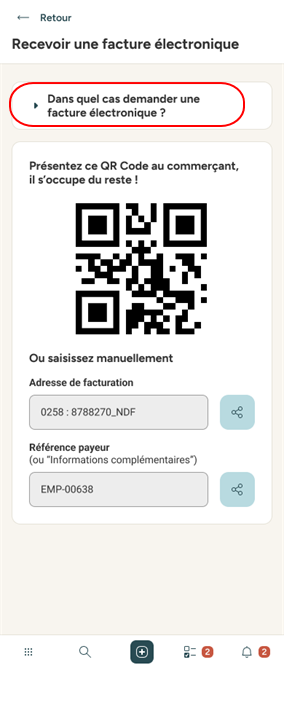 Retour
Recevoir une facture électronique
Dans quel cas demander une
facture électronique ?
Présentez ce QR Code au commerçant,
il s’occupe du reste !
Ou saisissez manuellement
Adresse de facturation
0258 : 8788270_NDF
Référence payeur
(ou “Informations complémentaires”)
EMP-00638
2
2